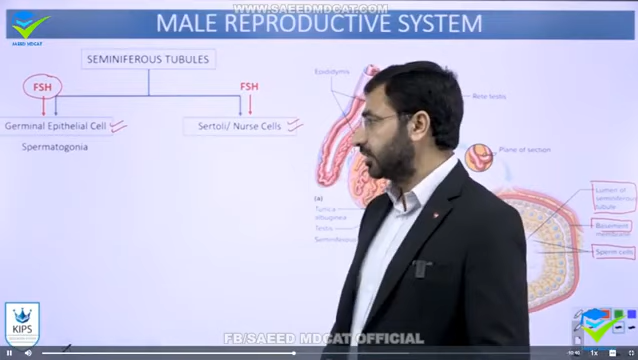 WWW.SAEEDMDCAT.COM
MALE REPRODUCTIVE SYSTEM
SAEED MDCAT
SEMINIFEROUS TUBULES
FSH
FSH
Germinal Epithelial Cell
Sertoli/ Nurse Cells
Spermatogonia
Epididymis
Rete testis
Plane of section
(a)
Tunica
albuginea
Testis
Seminiferous
Lumen of
seminiferous
tubule
Basement
membrane
Sperm cells
KIPS
FB/SAEED MDCAT OFFICIAL
1x